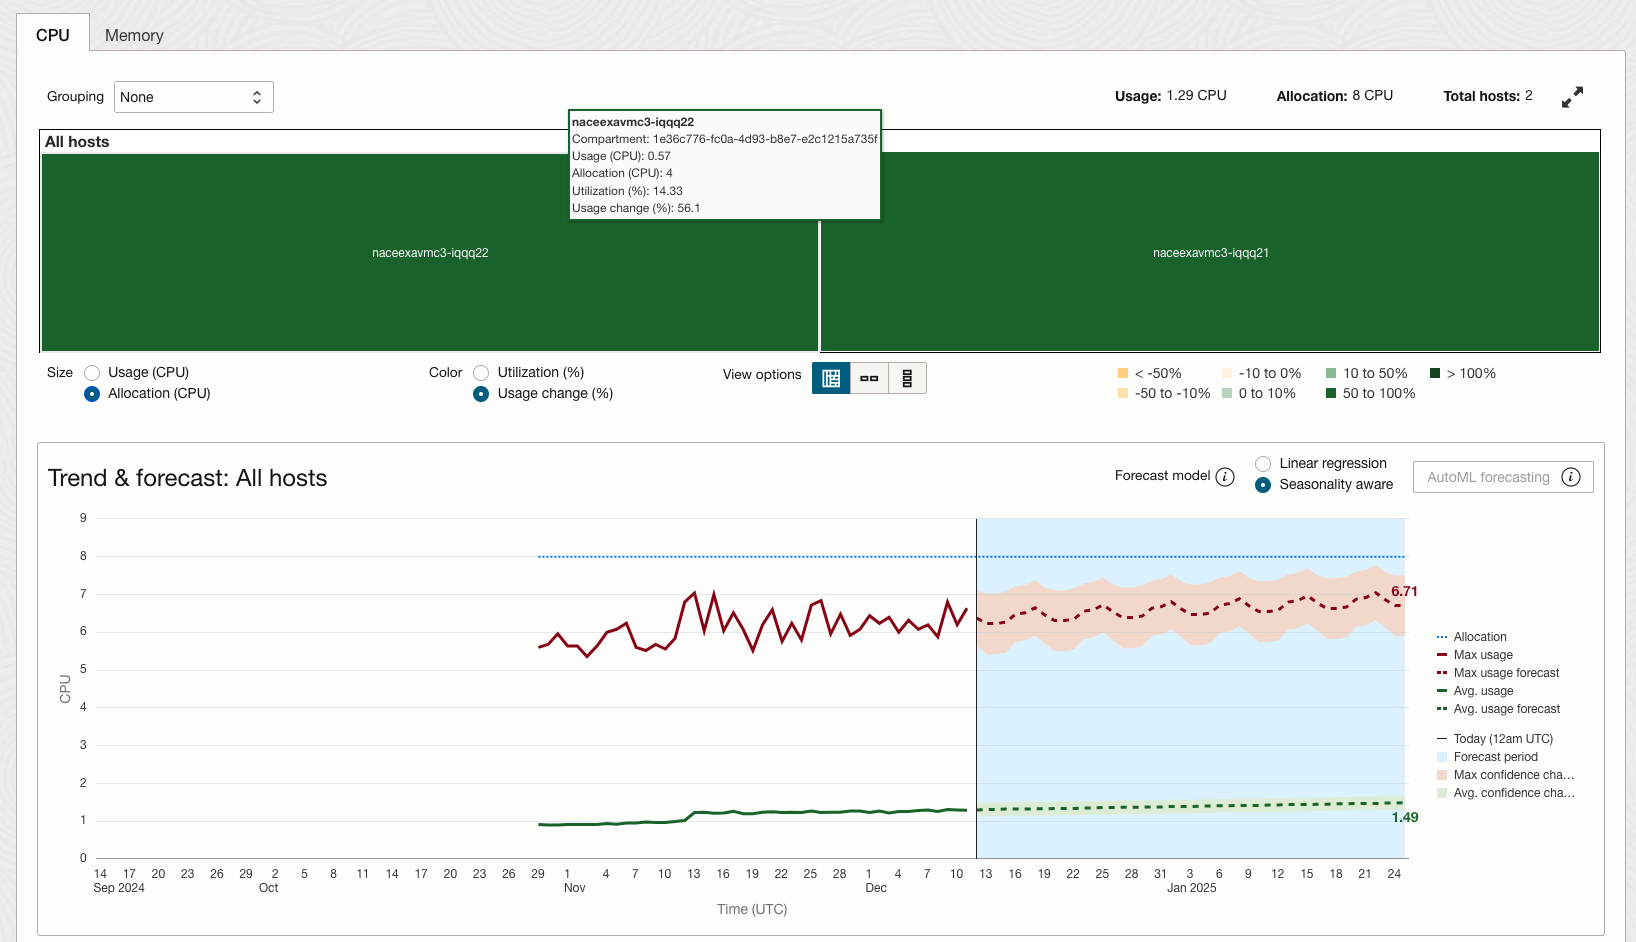 CPU
Memory
Grouping
None
Usage: 1.29 CPU
Allocation: 8 CPU
Total hosts: 2
All hosts
naceexavmc3-iqqq22
Compartment: 1e36c776-fc0a-4d93-b8e7-e2c1215a735f
Usage (CPU): 0.57
Allocation (CPU): 4
Utilization (%): 14.33
Usage change (%): 56.1
naceexavmc3-iqqq22
naceexavmc3-iqqq21
Size
Usage (CPU)
Allocation (CPU)
Color
Utilization (%)
Usage change (%)
View options
< -50%
-10 to 0%
10 to 50%
> 100%
-50 to -10%
0 to 10%
50 to 100%
Trend & forecast: All hosts
Forecast model i
Linear regression
Seasonality aware
AutoML forecasting i
9
8
7
6
5
4
3
2
1
0
CPU
6.71
1.49
14 17 20 23 26 29 2 5 8 11 14 17 20 23 26 29 1 4 7 10 13 16 19 22 25 28 1 4 7 10 13 16 19 22 25 28 31 3 6 9 12 15 18 21 24
Sep 2024 Oct Nov Dec Jan 2025
Time (UTC)
Allocation
Max usage
Max usage forecast
Avg. usage
Avg. usage forecast
Today (12am UTC)
Forecast period
Max confidence cha...
Avg. confidence cha...